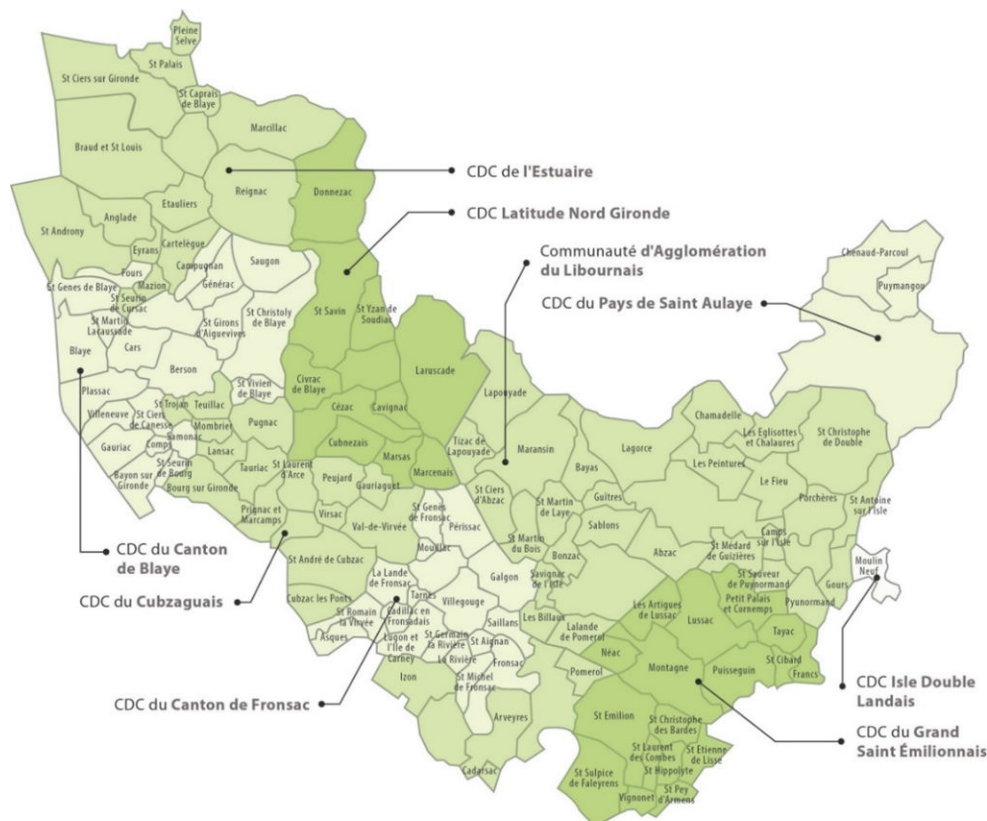 Pleine
Selve
St Palais
St Ciers sur Gironde
St Caprais
de Blaye
Marcillac
Braud et St Louis
CDC de l'Estuaire
Reignac
Donnezac
Etauliers
CDC Latitude Nord Gironde
Anglade
St Androny
Cartelègue
Eyrans
Communauté d'Agglomération
du Libournais
Chenaud-Parcoul
Saugon
Campugnan
Fours
Générac
Mazion
St Genes de Blaye
Puymangou
CDC du Pays de Saint Aulaye
St Seurin
de Cursac
St Christoly
de Blaye
St Savin
St Yzan de
Soudiac
St Martin
Lacaussade
St Girons
d'Aiguevives
Cars
Blaye
Berson
Laruscade
Civrac
de Blaye
St Vivien
de Blaye
Plassac
Lapouyade
St Trojan
Teuillac
Cézac
Cavignac
Villeneuve
St Ciers
de Canesse
Mombrier
Pugnac
Chamadelle
Les Eglisottes
et Chalaures
St Christophe
de Double
Samonac
Comps
Gauriac
Lansac
Cubnezais
Marsas
Tizac de
Lapouyade
Maransin
Lagorce
St Seurin
de Bourg
Tauriac
St Laurent
d'Arce
Marcenais
Bayas
Les Peintures
Bayon sur
Gironde
Bourg sur Gironde
Peujard
Gauriaguet
Le Fieu
St Ciers
d'Abzac
Guîtres
Porchères
St Antoine
sur l'Isle
Prignac et
Marcamps
Virsac
St Genès
de Fronsac
Périssac
St Martin
de Laye
Val-de-Virvée
Sablons
Camps
sur l'Isle
St Martin
du Bois
Mouillac
Bonzac
Abzac
St Médard
de Guizières
Moulin
Neuf
CDC du Canton
de Blaye
St André de Cubzac
La Lande
de Fronsac
Galgon
Savignac
de l'Isle
St Sauveur
de Puynormand
Gours
Tarnès
CDC du Cubzaguais
Cubzac les Ponts
Villegouge
Les Artigues
de Lussac
Lussac
Petit Palais
et Cornemps
Puynormand
St Romain
la Virvée
Cadillac en
Fronsadais
Saillans
Les Billaux
Lalande
de Pomerol
Asques
Lugon et
l'Ile de
Carney
St Germain
la Rivière
St Aignan
Tayac
Néac
La Rivière
Fronsac
St Cibard
Francs
Izon
St Michel
de Fronsac
Pomerol
Montagne
Puisseguin
CDC Isle Double
Landais
CDC du Canton de Fronsac
Arveyres
St Emilion
St Christophe
des Bardes
CDC du Grand
Saint Émilionnais
St Laurent
des Combes
St Etienne
de Lisse
Cadarsac
St Sulpice
de Faleyrens
St Hippolyte
Vignonet
St Pey
d'Armens